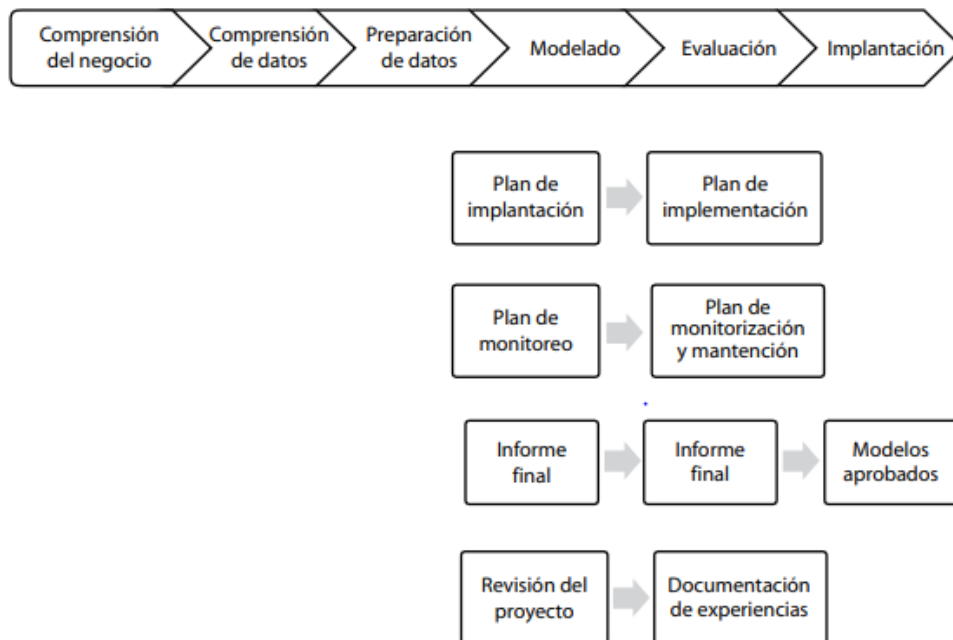 Comprensión
del negocio
Comprensión
de datos
Preparación
de datos
Modelado
Evaluación
Implantación
Plan de
implantación
Plan de
implementación
Plan de
monitoreo
Plan de
monitorización
y mantención
Informe
final
Informe
final
Modelos
aprobados
Revisión del
proyecto
Documentación
de experiencias